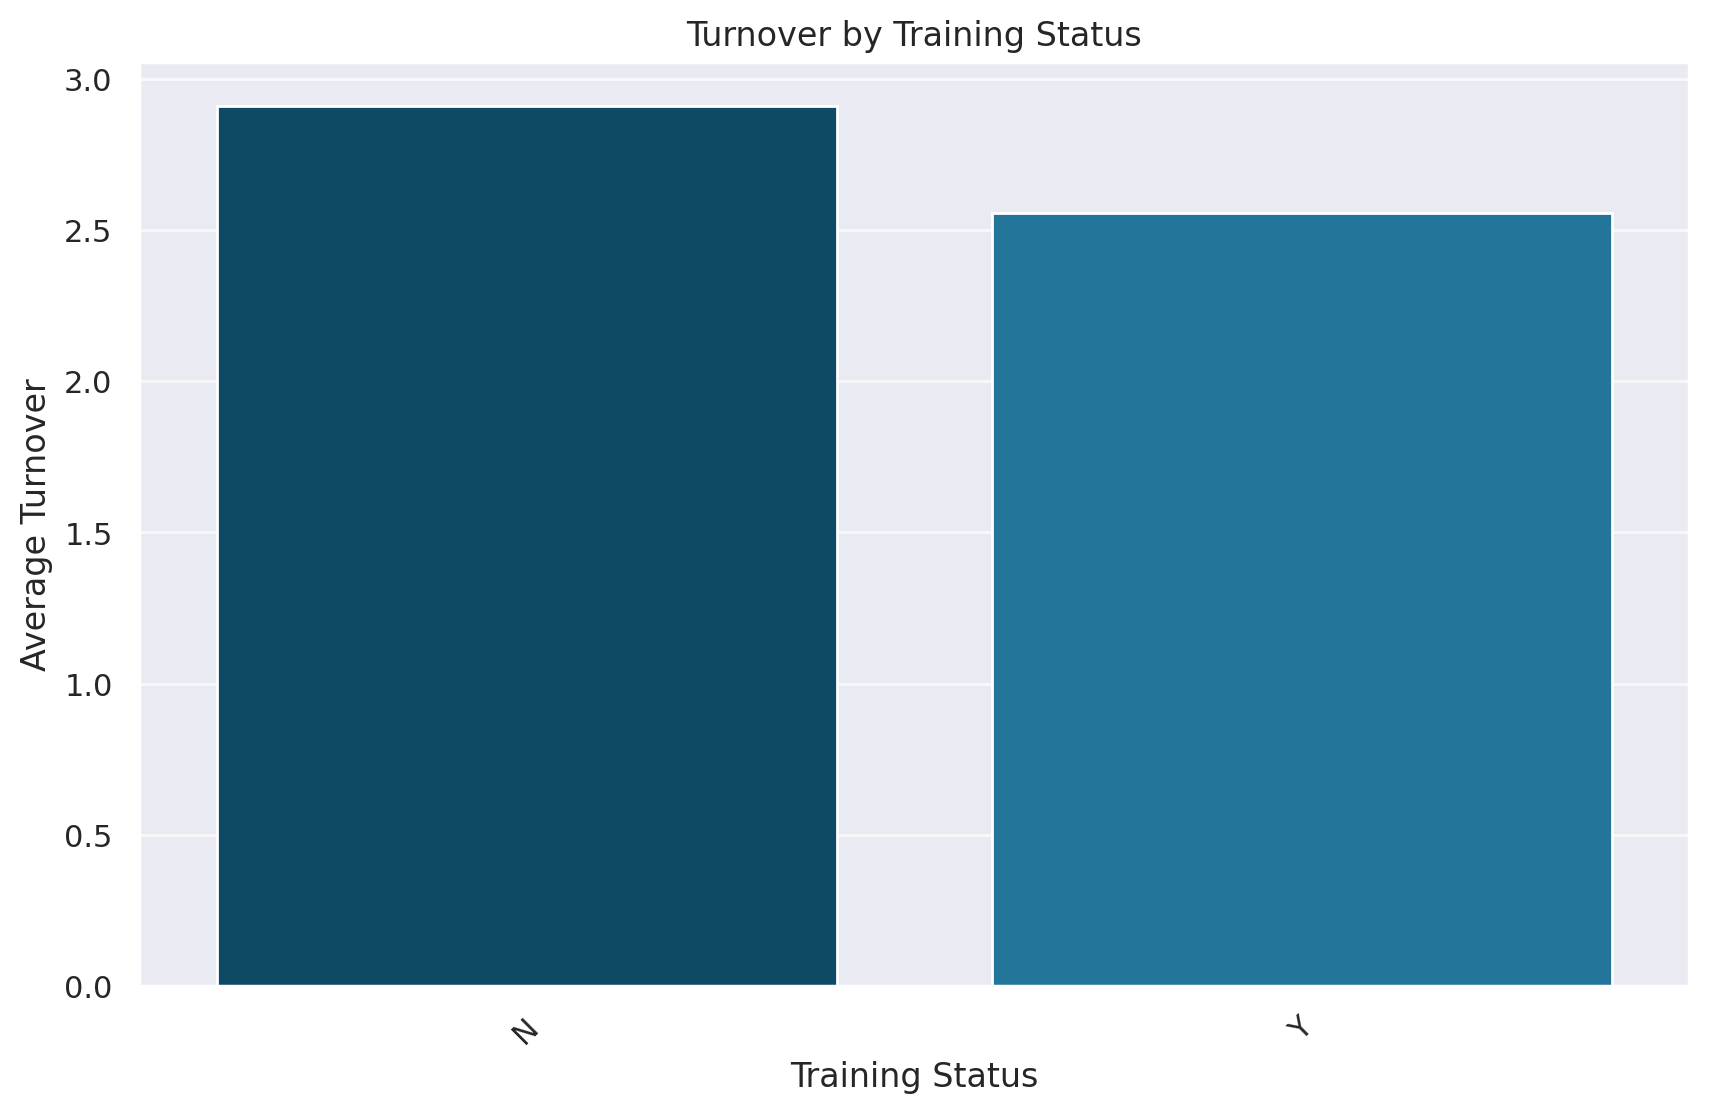 Turnover by Training Status
3.0
2.5
2.0
1.5
1.0
0.5
0.0
Average Turnover
N
Y
Training Status